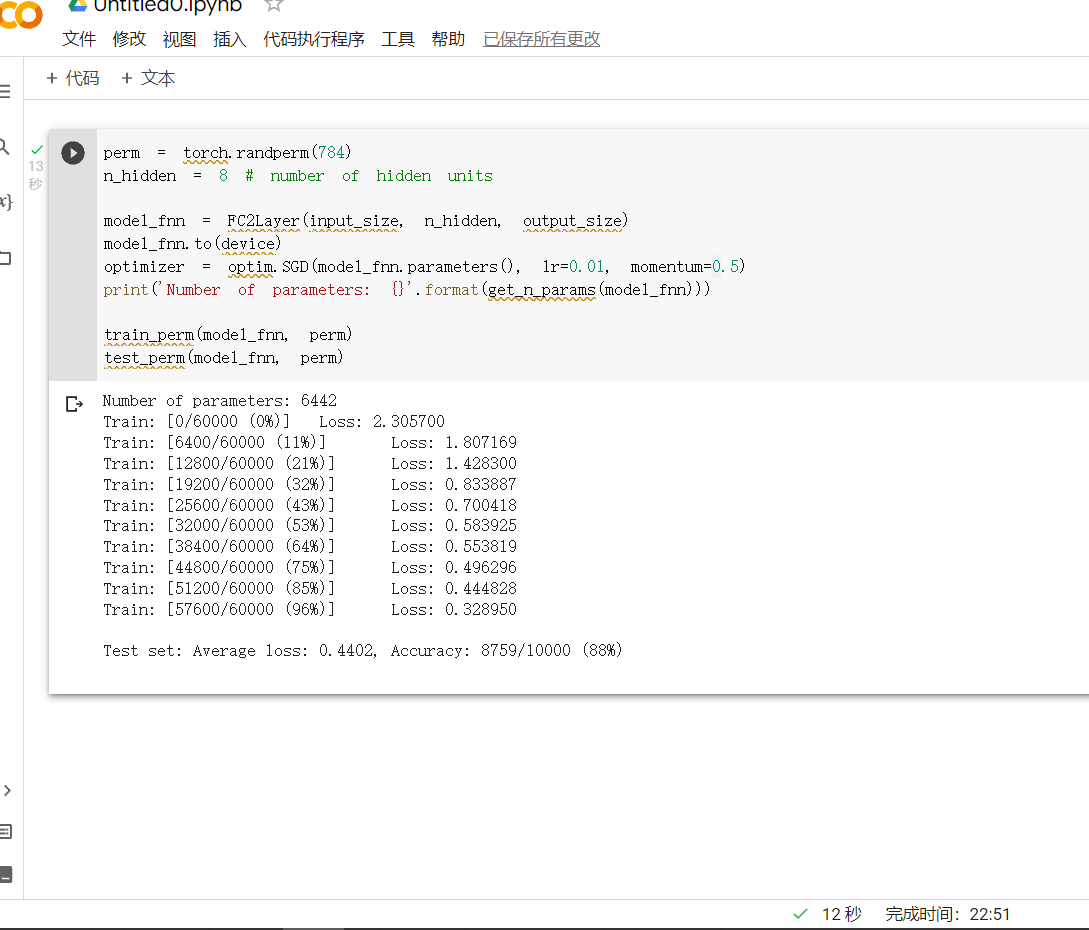 Untitled0.ipynb
文件 修改 视图 插入 代码执行程序 工具 帮助 已保存所有更改
+ 代码 + 文本
13
秒
perm = torch.randperm(784)
n_hidden = 8 # number of hidden units
model_fnn = FC2Layer(input_size, n_hidden, output_size)
model_fnn.to(device)
optimizer = optim.SGD(model_fnn.parameters(), lr=0.01, momentum=0.5)
print('Number of parameters: {}'.format(get_n_params(model_fnn)))
train_perm(model_fnn, perm)
test_perm(model_fnn, perm)
Number of parameters: 6442
Train: [0/60000 (0%)] Loss: 2.305700
Train: [6400/60000 (11%)] Loss: 1.807169
Train: [12800/60000 (21%)] Loss: 1.428300
Train: [19200/60000 (32%)] Loss: 0.833887
Train: [25600/60000 (43%)] Loss: 0.700418
Train: [32000/60000 (53%)] Loss: 0.583925
Train: [38400/60000 (64%)] Loss: 0.553819
Train: [44800/60000 (75%)] Loss: 0.496296
Train: [51200/60000 (85%)] Loss: 0.444828
Train: [57600/60000 (96%)] Loss: 0.328950
Test set: Average loss: 0.4402, Accuracy: 8759/10000 (88%)
12 秒 完成时间：22:51